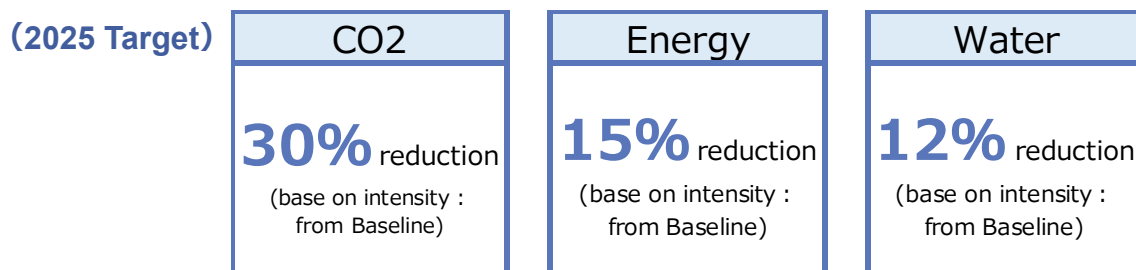 （2025 Target）
CO2
30% reduction
(base on intensity :
from Baseline)
Energy
15% reduction
(base on intensity :
from Baseline)
Water
12% reduction
(base on intensity :
from Baseline)